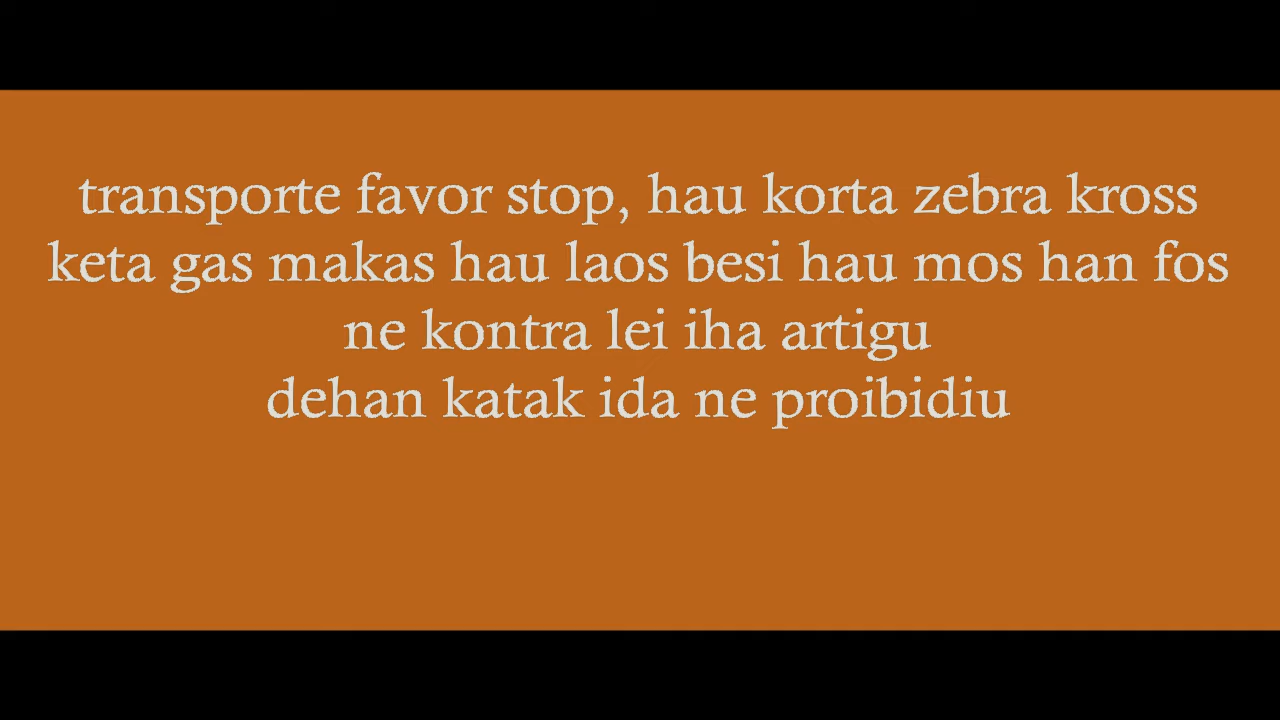 transporte favor stop, hau korta zebra kross
keta gas makas hau laos besi hau mos han fos
ne kontra lei iha artigu
dehan katak ida ne proibidiu